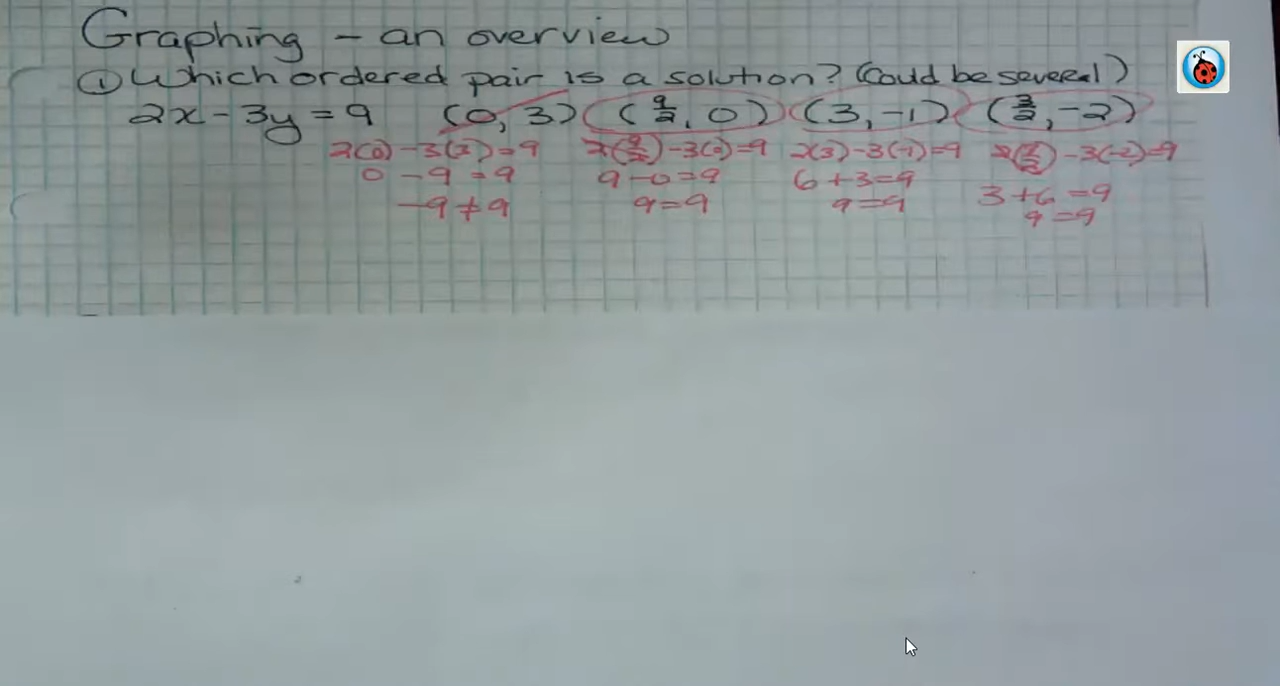 Graphing - an overview
① Which ordered pair is a solution? (Could be several)
2x - 3y = 9 (0, 3) (9/2, 0) (3, -1) (3/2, -2)
2(0) - 3(3) = 9 2(9/2) - 3(0) = 9 2(3) - 3(-1) = 9 2(3/2) - 3(-2) = 9
0 - 9 = 9 9 - 0 = 9 6 + 3 = 9 3 + 6 = 9
-9 ≠ 9 9 = 9 9 = 9 9 = 9